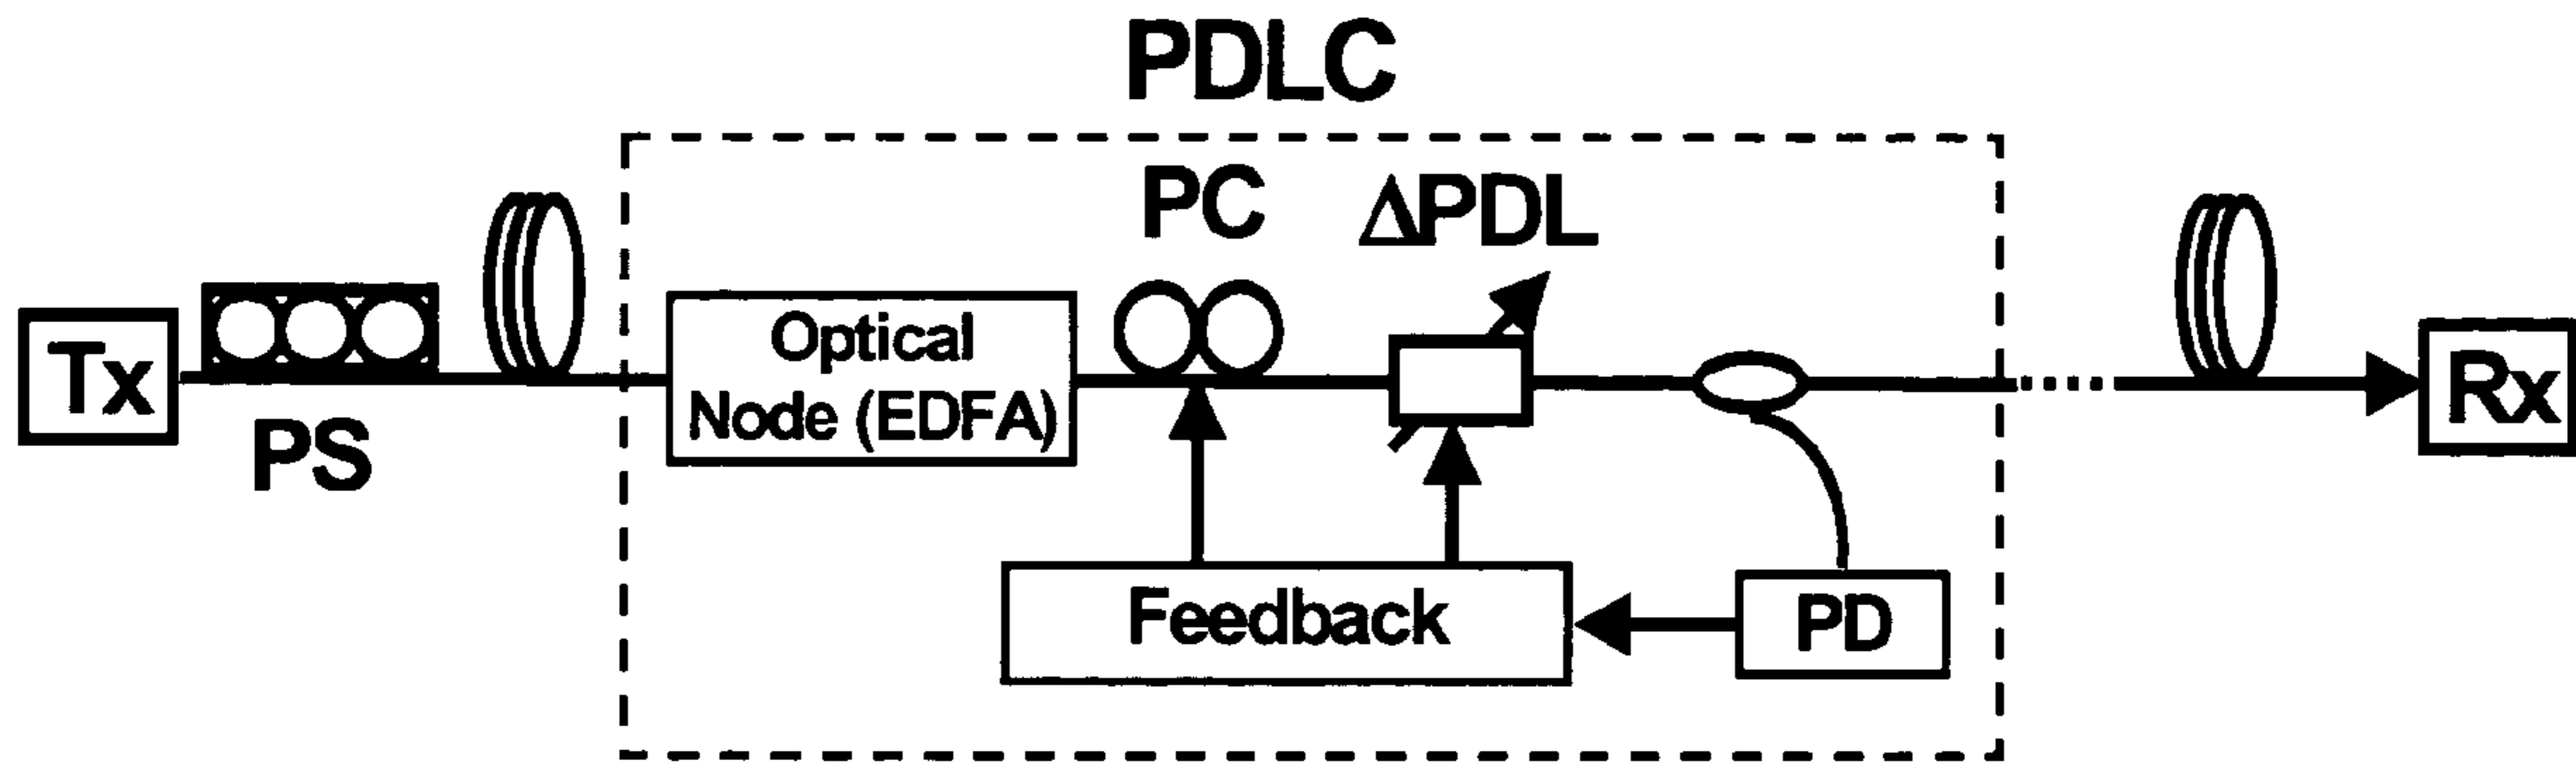 PDLC
PC
ΔPDL
Tx
PS
Optical
Node (EDFA)
Rx
Feedback
PD